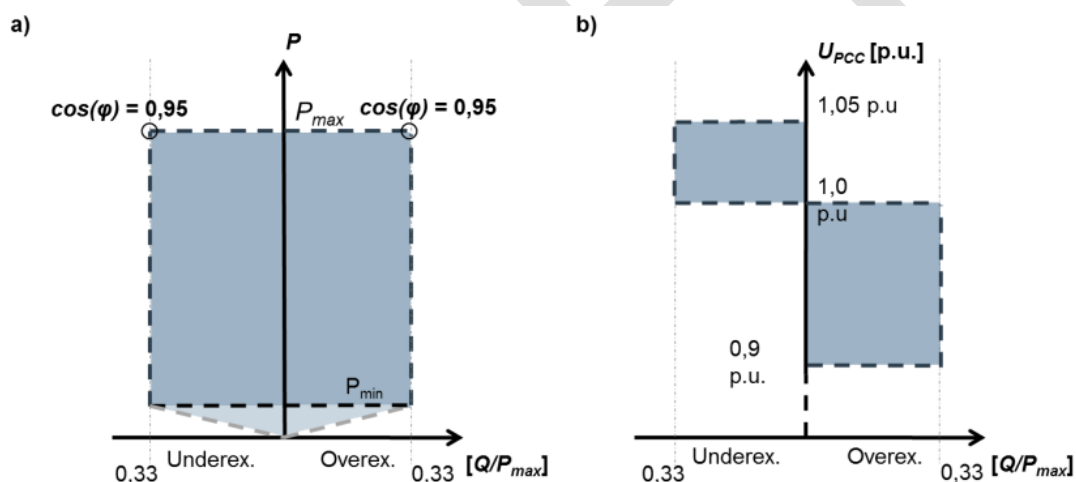 a)
P
cos(φ) = 0,95
P_max
cos(φ) = 0,95
P_min
Underex.
Overex.
0,33
0,33
[Q/P_max]
b)
U_PCC [p.u.]
1,05 p.u
1,0
p.u
0,9
p.u.
Underex.
Overex.
0,33
0,33
[Q/P_max]